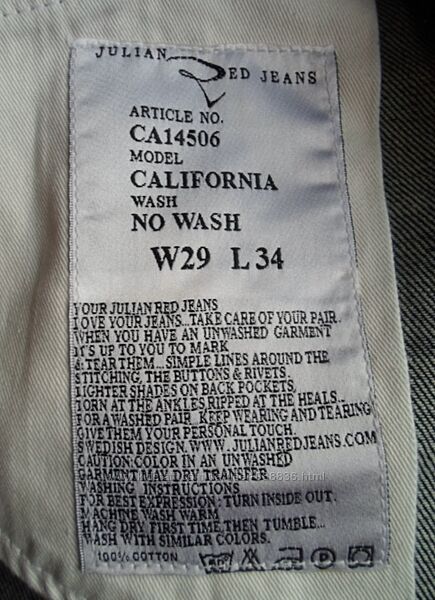 JULIAN
RED JEANS
ARTICLE NO.
CA14506
MODEL
CALIFORNIA
WASH
NO WASH
W29 L34
YOUR JULIAN RED JEANS
LOVE YOUR JEANS...TAKE CARE OF YOUR PAIR.
WHEN YOU HAVE AN UNWASHED GARMENT
IT'S UP TO YOU TO MARK
& TEAR THEM...SIMPLE LINES AROUND THE
STITCHING, THE BUTTONS & RIVETS.
LIGHTER SHADES ON BACK POCKETS,
TORN AT THE ANKLES RIPPED AT THE HEALS...
FOR A WASHED PAIR, KEEP WEARING AND TEARING
GIVE THEM YOUR PERSONAL TOUCH
SWEDISH DESIGN. WWW.JULIANREDJEANS.COM
CAUTION: COLOR IN AN UNWASHED
GARMENT MAY DRY TRANSFER
WASHING INSTRUCTIONS
FOR BEST EXPRESSION: TURN INSIDE OUT.
MACHINE WASH WARM
HANG DRY FIRST TIME, THEN TUMBLE...
WASH WITH SIMILAR COLORS.
100% COTTON